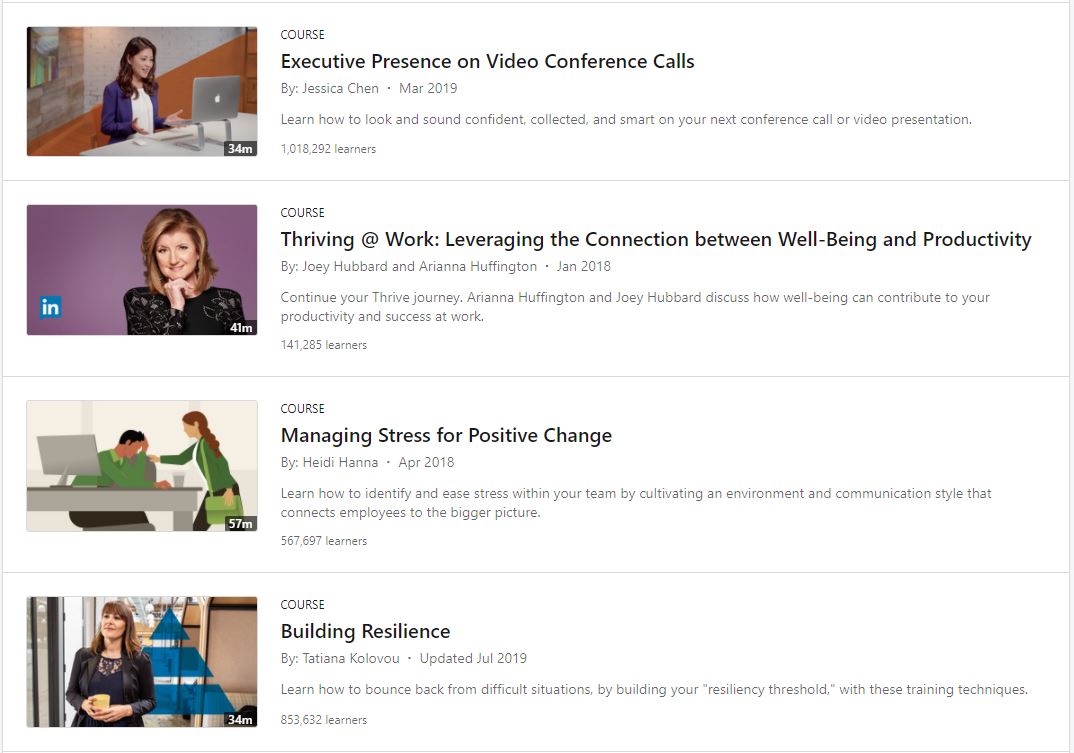 COURSE
Executive Presence on Video Conference Calls
By: Jessica Chen · Mar 2019
Learn how to look and sound confident, collected, and smart on your next conference call or video presentation.
34m
1,018,292 learners
COURSE
Thriving @ Work: Leveraging the Connection between Well-Being and Productivity
By: Joey Hubbard and Arianna Huffington · Jan 2018
Continue your Thrive journey. Arianna Huffington and Joey Hubbard discuss how well-being can contribute to your
productivity and success at work.
in
41m
141,285 learners
COURSE
Managing Stress for Positive Change
By: Heidi Hanna · Apr 2018
Learn how to identify and ease stress within your team by cultivating an environment and communication style that
connects employees to the bigger picture.
57m
567,697 learners
COURSE
Building Resilience
By: Tatiana Kolovou · Updated Jul 2019
Learn how to bounce back from difficult situations, by building your "resiliency threshold," with these training techniques.
34m
853,632 learners